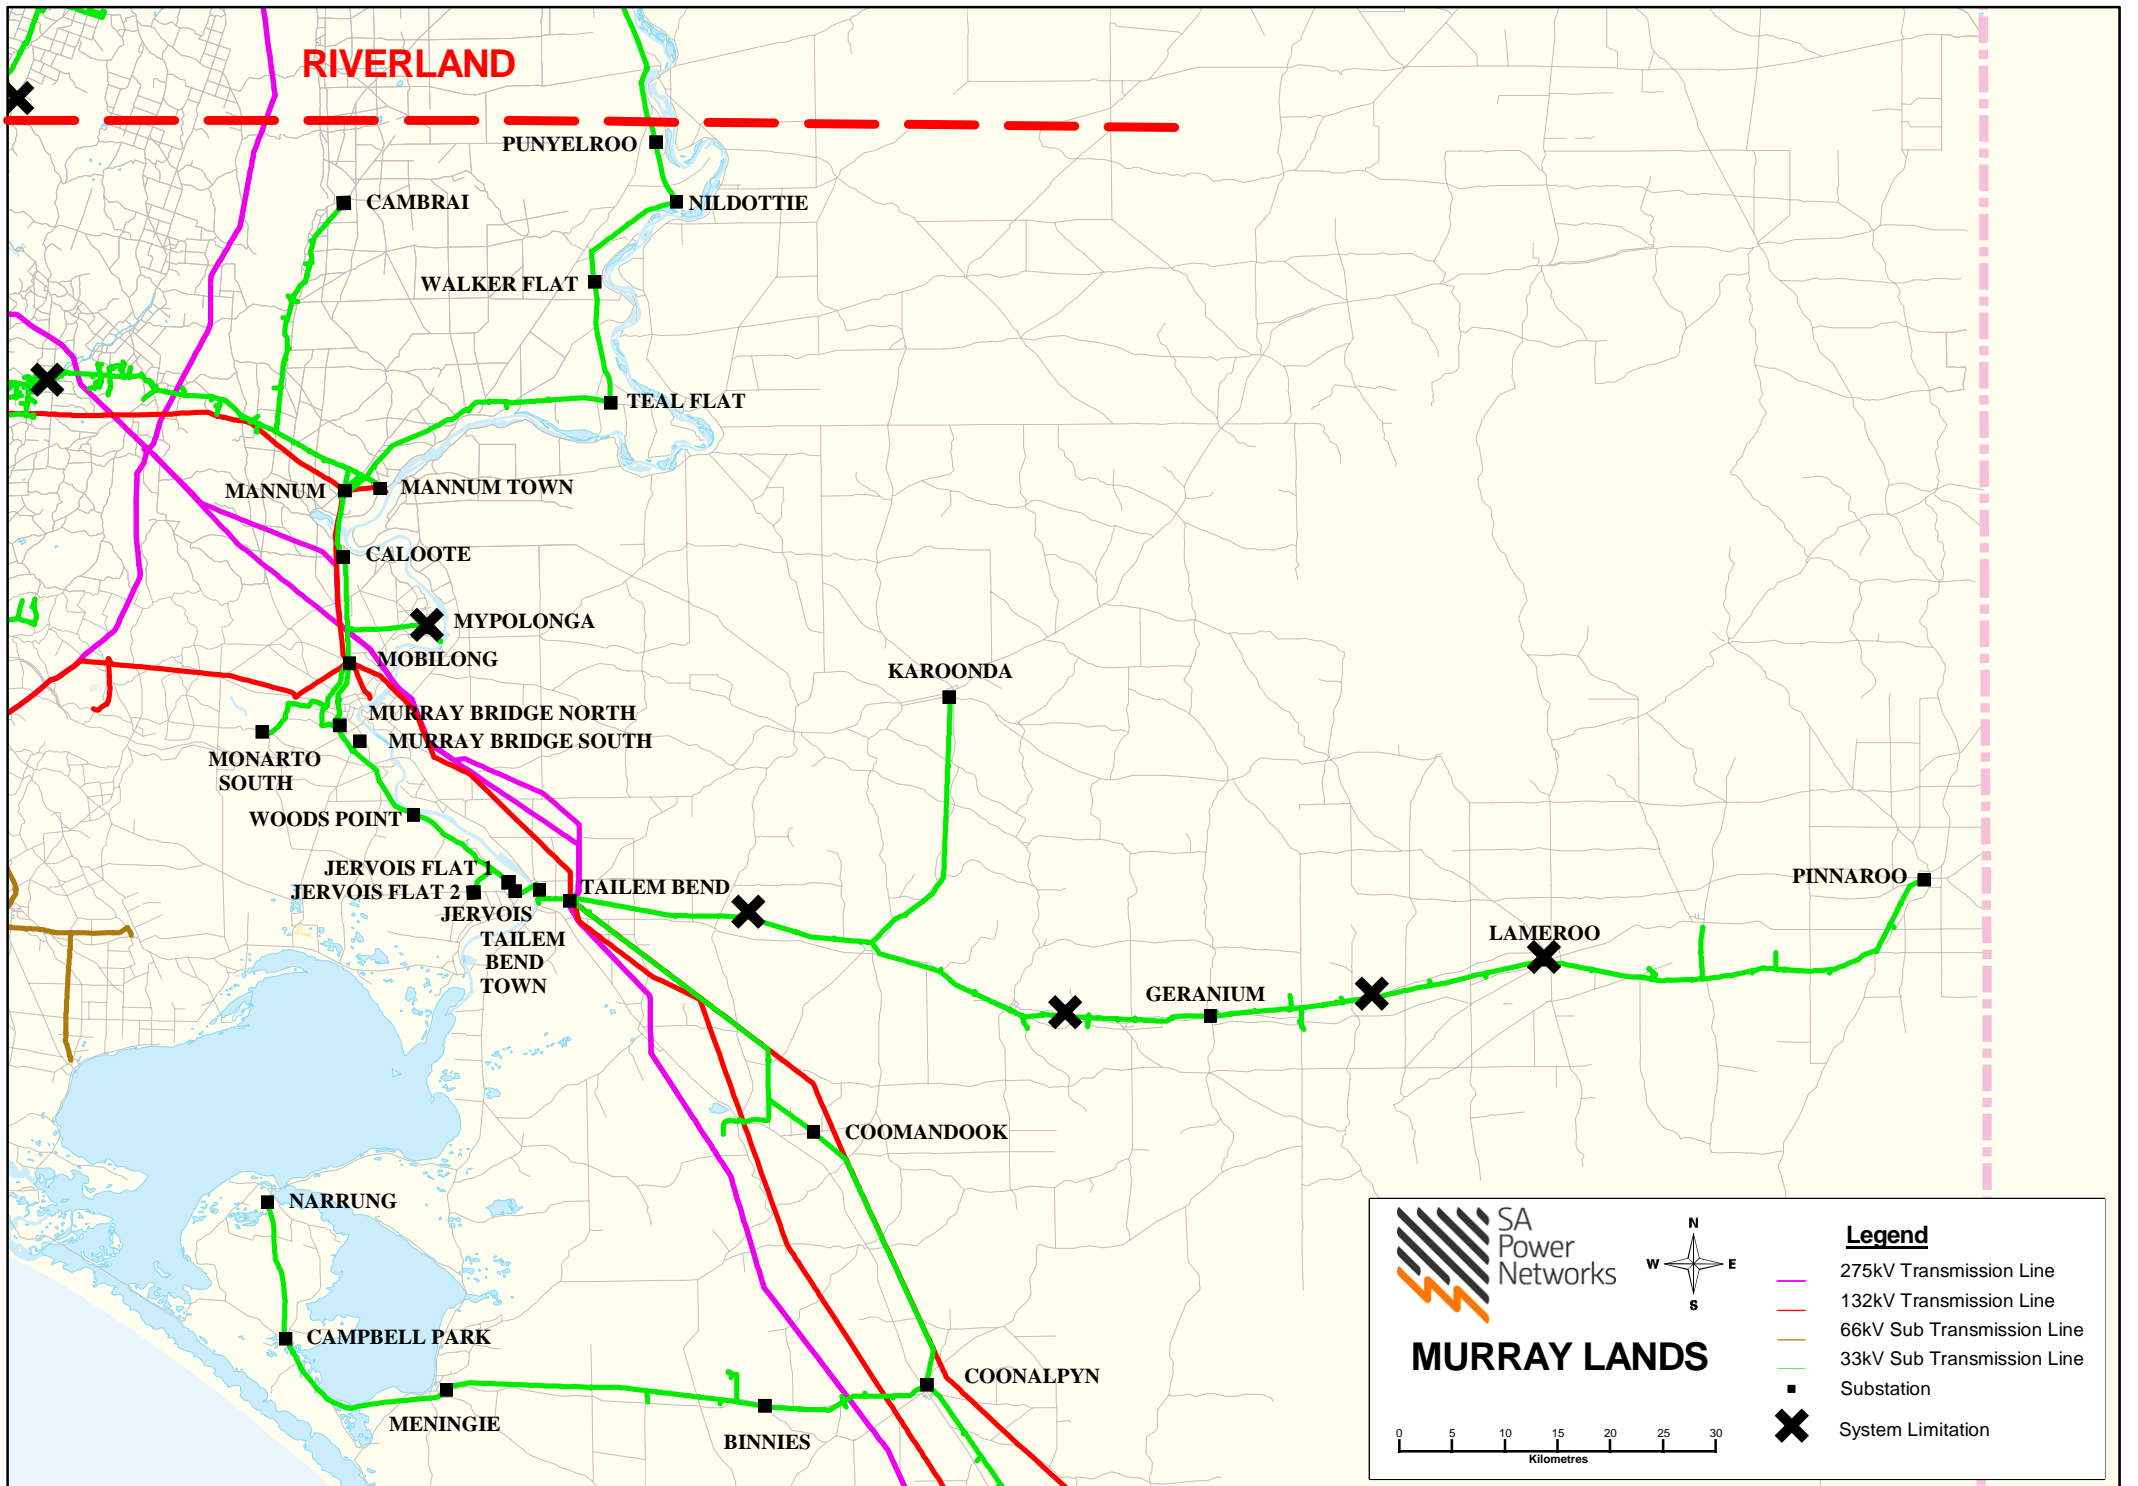 RIVERLAND
PUNYELROO
CAMBRAI
NILDOTTIE
WALKER FLAT
TEAL FLAT
MANNUM
MANNUM TOWN
CALOOTE
MYPOLONGA
MOBILONG
KAROONDA
MURRAY BRIDGE NORTH
MURRAY BRIDGE SOUTH
MONARTO
SOUTH
WOODS POINT
JERVOIS FLAT 1
JERVOIS FLAT 2
JERVOIS
TAILEM BEND
TAILEM
BEND
TOWN
PINNAROO
LAMEROO
GERANIUM
COOMANDOOK
NARRUNG
CAMPBELL PARK
MENINGIE
BINNIES
COONALPYN
SA
Power
Networks
N
W E
S
MURRAY LANDS
0 5 10 15 20 25 30
Kilometres
Legend
275kV Transmission Line
132kV Transmission Line
66kV Sub Transmission Line
33kV Sub Transmission Line
Substation
System Limitation